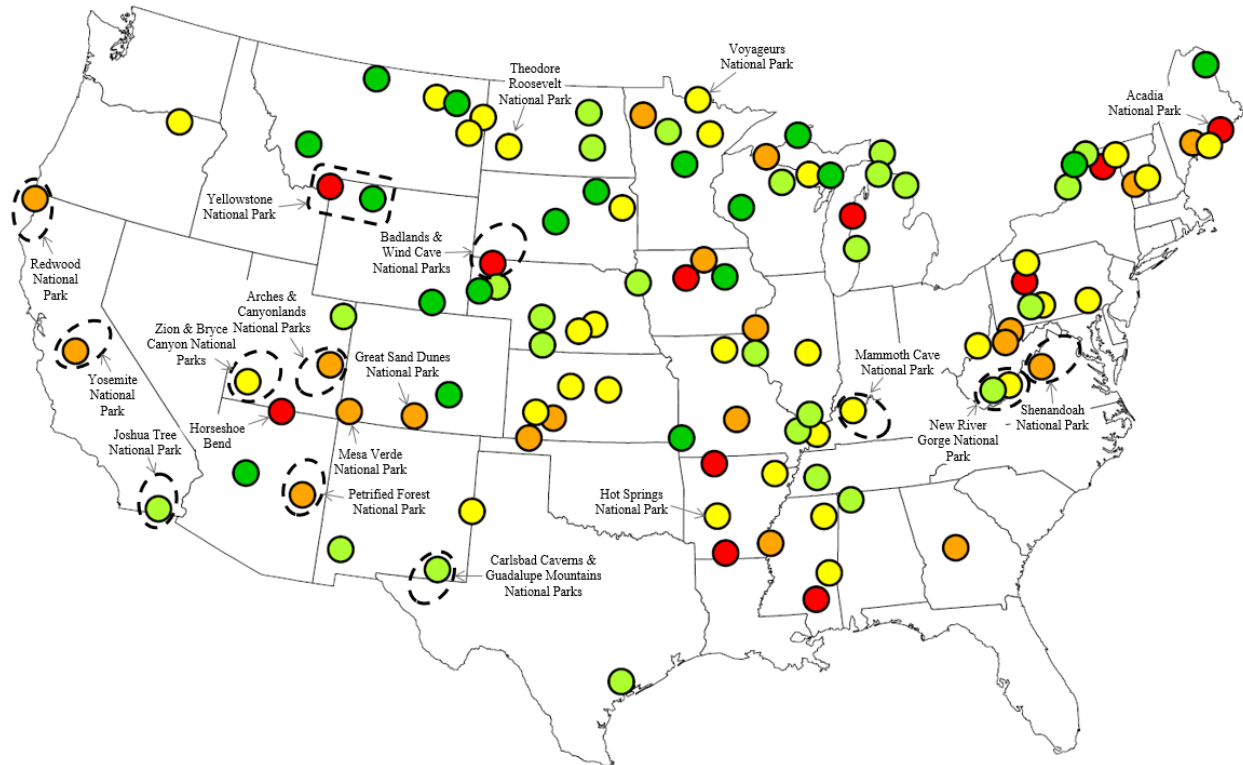 Voyageurs
National Park
Theodore
Roosevelt
National Park
Acadia
National Park
Yellowstone
National Park
Badlands &
Wind Cave
National Parks
Redwood
National
Park
Arches &
Canyonlands
National Parks
Zion & Bryce
Canyon National
Parks
Great Sand Dunes
National Park
Mammoth Cave
National Park
Yosemite
National
Park
Horseshoe
Bend
Joshua Tree
National Park
Mesa Verde
National Park
Shenandoah
National Park
New River
Gorge National
Park
Petrified Forest
National Park
Hot Springs
National Park
Carlsbad Caverns &
Guadalupe Mountains
National Parks